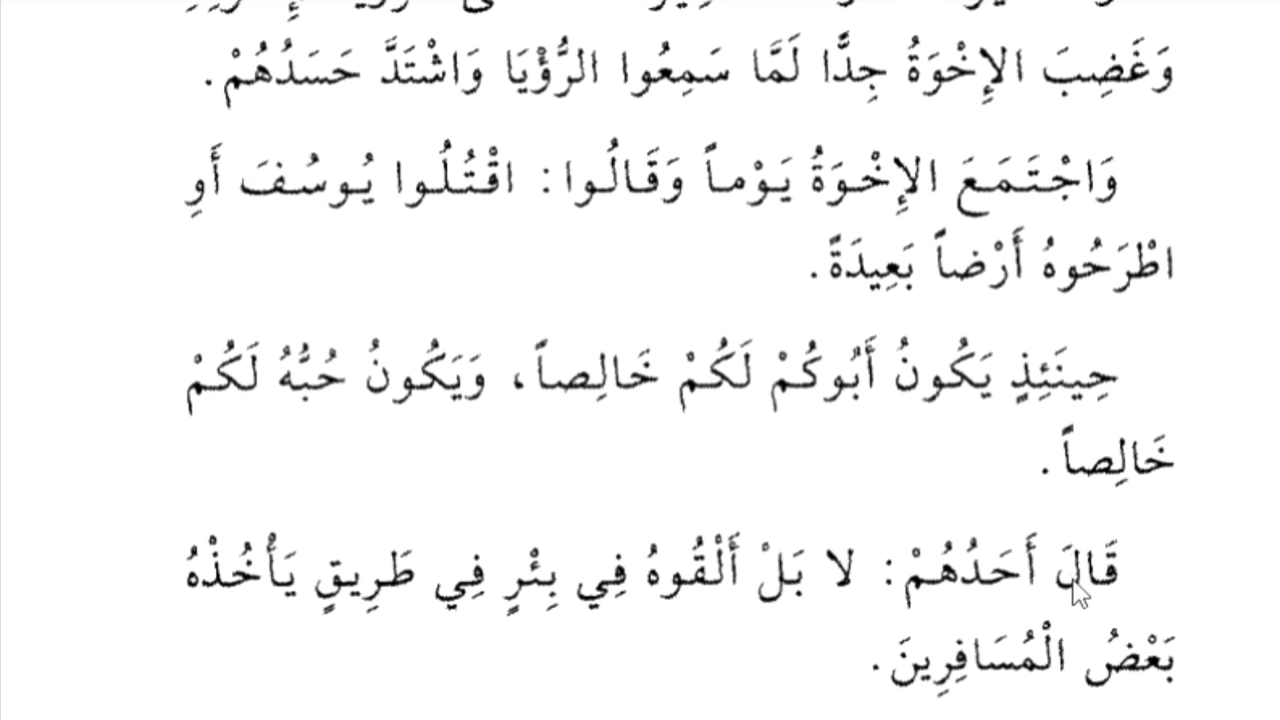 وَغَضِبَ الإِخْوَةُ جِدًّا لَمَّا سَمِعُوا الرُّؤْيَا وَاشْتَدَّ حَسَدُهُمْ.
وَاجْتَمَعَ الإِخْوَةُ يَوْماً وَقَالُوا: اقْتُلُوا يُوسُفَ أَوِ
اطْرَحُوهُ أَرْضاً بَعِيدَةً.
حِينَئِذٍ يَكُونُ أَبُوكُمْ لَكُمْ خَالِصاً، وَيَكُونُ حُبُّهُ لَكُمْ
خَالِصاً.
قَالَ أَحَدُهُمْ: لا بَلْ أَلْقُوهُ فِي بِئْرٍ فِي طَرِيقٍ يَأْخُذْهُ
بَعْضُ الْمُسَافِرِينَ.